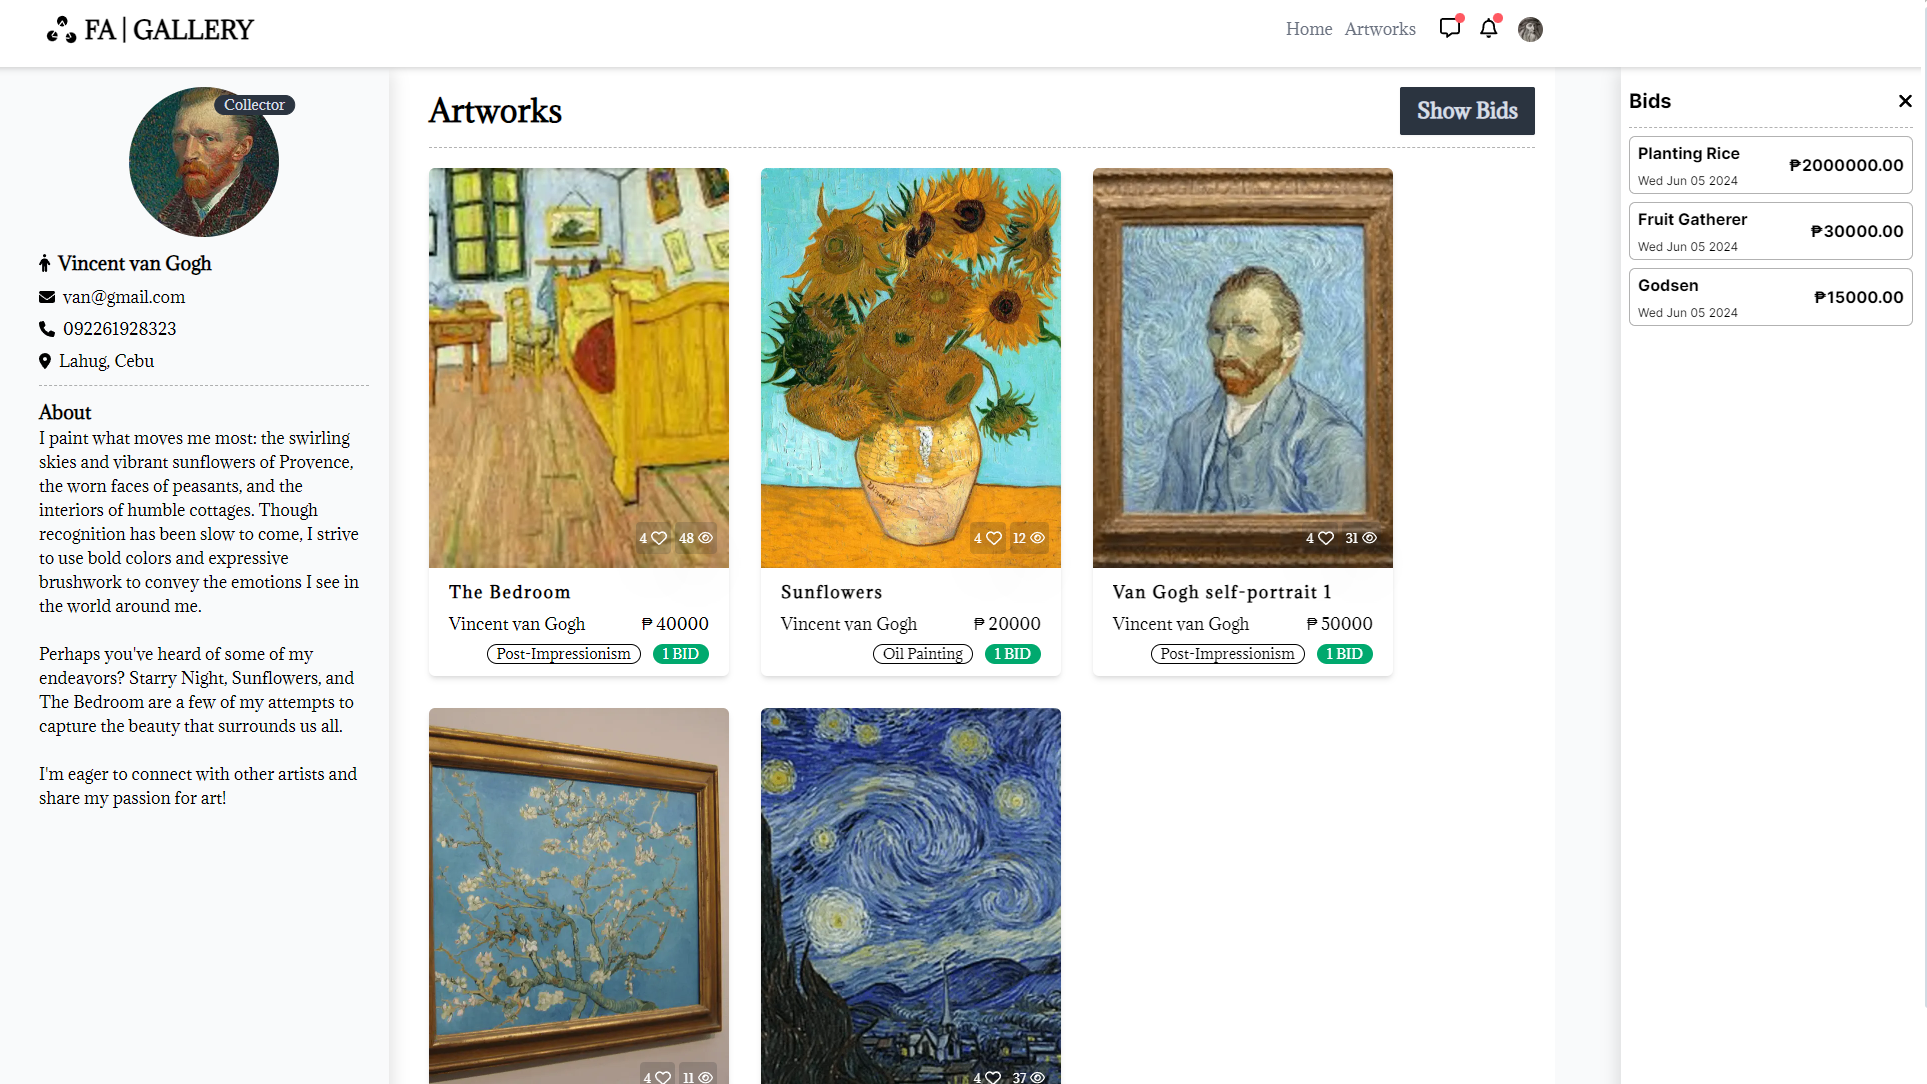 FA | GALLERY
Home
Artworks
Collector
Vincent van Gogh
van@gmail.com
092261928323
Lahug, Cebu
About
I paint what moves me most: the swirling
skies and vibrant sunflowers of Provence,
the worn faces of peasants, and the
interiors of humble cottages. Though
recognition has been slow to come, I strive
to use bold colors and expressive
brushwork to convey the emotions I see in
the world around me.
Perhaps you've heard of some of my
endeavors? Starry Night, Sunflowers, and
The Bedroom are a few of my attempts to
capture the beauty that surrounds us all.
I'm eager to connect with other artists and
share my passion for art!
Artworks
Show Bids
4 48
The Bedroom
Vincent van Gogh ₱ 40000
Post-Impressionism 1 BID
Vincent
4 12
Sunflowers
Vincent van Gogh ₱ 20000
Oil Painting 1 BID
4 31
Van Gogh self-portrait 1
Vincent van Gogh ₱ 50000
Post-Impressionism 1 BID
4 11
4 37
Bids
Planting Rice
₱2000000.00
Wed Jun 05 2024
Fruit Gatherer
₱30000.00
Wed Jun 05 2024
Godsen
₱15000.00
Wed Jun 05 2024